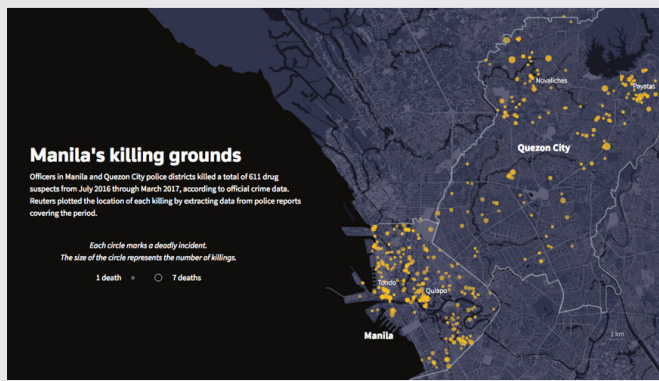 Manila's killing grounds
Officers in Manila and Quezon City police districts killed a total of 611 drug
suspects from July 2016 through March 2017, according to official crime data.
Reuters plotted the location of each killing by extracting data from police reports
covering the period.
Each circle marks a deadly incident.
The size of the circle represents the number of killings.
1 death
7 deaths
Novaliches
Payatas
Quezon City
Tondo
Quiapo
Manila
1 km